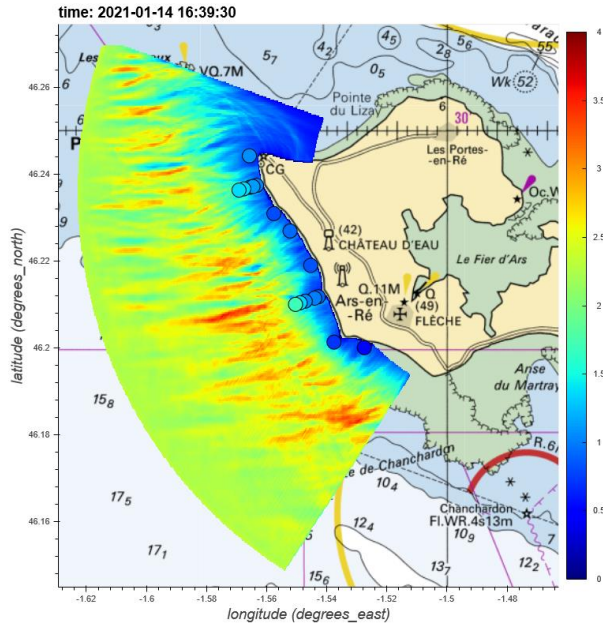 time: 2021-01-14 16:39:30
4₂
4₅
2₈
5₆
5₅
5₇
0₅
Wk 52
VQ.7M
Pointe
du Liza
6
30'
Les Portes-
-en-Ré
CG
Oc.W
(42)
CHÂTEAU D'EAU
Le Fier d'Ars
Q.11M
Ars-en-
Ré
Q
(49)
FLÈCHE
Anse
du Martray
15₈
R.6
te de Chanchardon
10₄
Chanchardon
Fl.WR.4s13m
17₅
12₄
10₉
7
17₁
15₆
13₇
12₂
46.26
46.24
46.22
46.2
46.18
46.16
latitude (degrees_north)
-1.62
-1.6
-1.58
-1.56
-1.54
-1.52
-1.5
-1.48
longitude (degrees_east)
4
3.5
3
2.5
2
1.5
1
0.5
0